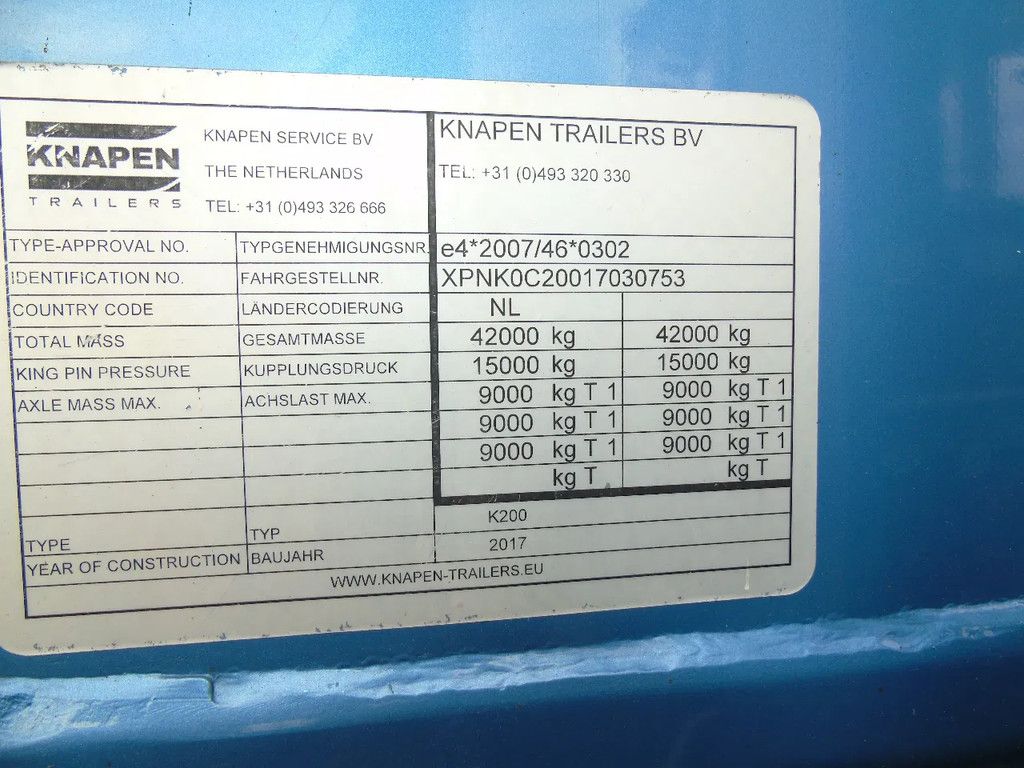 KNAPEN
TRAILERS
KNAPEN SERVICE BV
THE NETHERLANDS
TEL: +31 (0)493 326 666
KNAPEN TRAILERS BV
TEL: +31 (0)493 320 330
TYPE-APPROVAL NO. TYPGENEHMIGUNGSNR. e4*2007/46*0302
IDENTIFICATION NO. FAHRGESTELLNR. XPNK0C20017030753
COUNTRY CODE LÄNDERCODIERUNG NL
TOTAL MASS GESAMTMASSE 42000 kg 42000 kg
KING PIN PRESSURE KUPPLUNGSDRUCK 15000 kg 15000 kg
AXLE MASS MAX. ACHSLAST MAX. 9000 kg T 1 9000 kg T 1
9000 kg T 1 9000 kg T 1
9000 kg T 1 9000 kg T 1
kg T kg T
TYPE TYP K200
YEAR OF CONSTRUCTION BAUJAHR 2017
WWW.KNAPEN-TRAILERS.EU